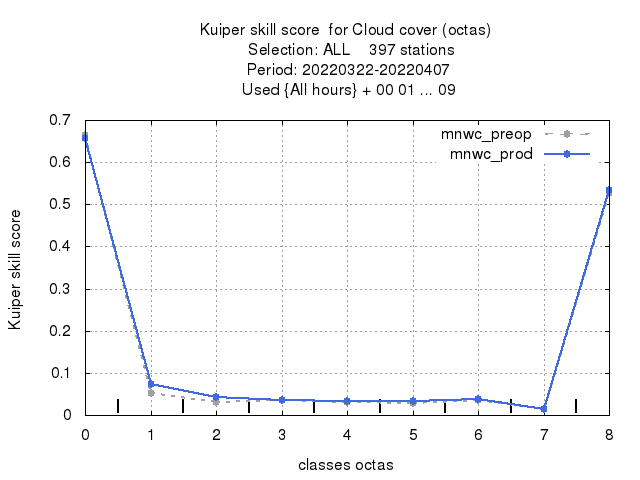 Kuiper skill score  for Cloud cover (octas)
Selection: ALL    397 stations
Period: 20220322-20220407
Used {All hours} + 00 01 ... 09
mnwc_preop
mnwc_prod
Kuiper skill score
0.7
0.6
0.5
0.4
0.3
0.2
0.1
0
0 1 2 3 4 5 6 7 8
classes octas